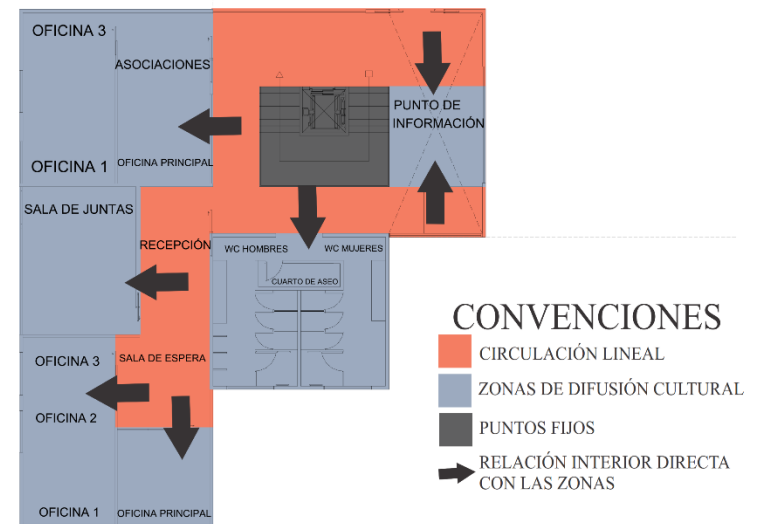 OFICINA 3
ASOCIACIONES
PUNTO DE
INFORMACIÓN
OFICINA 1
OFICINA PRINCIPAL
SALA DE JUNTAS
RECEPCIÓN
WC HOMBRES
WC MUJERES
CUARTO DE ASEO
OFICINA 3
SALA DE ESPERA
OFICINA 2
OFICINA 1
OFICINA PRINCIPAL
CONVENCIONES
CIRCULACIÓN LINEAL
ZONAS DE DIFUSIÓN CULTURAL
PUNTOS FIJOS
RELACIÓN INTERIOR DIRECTA
CON LAS ZONAS